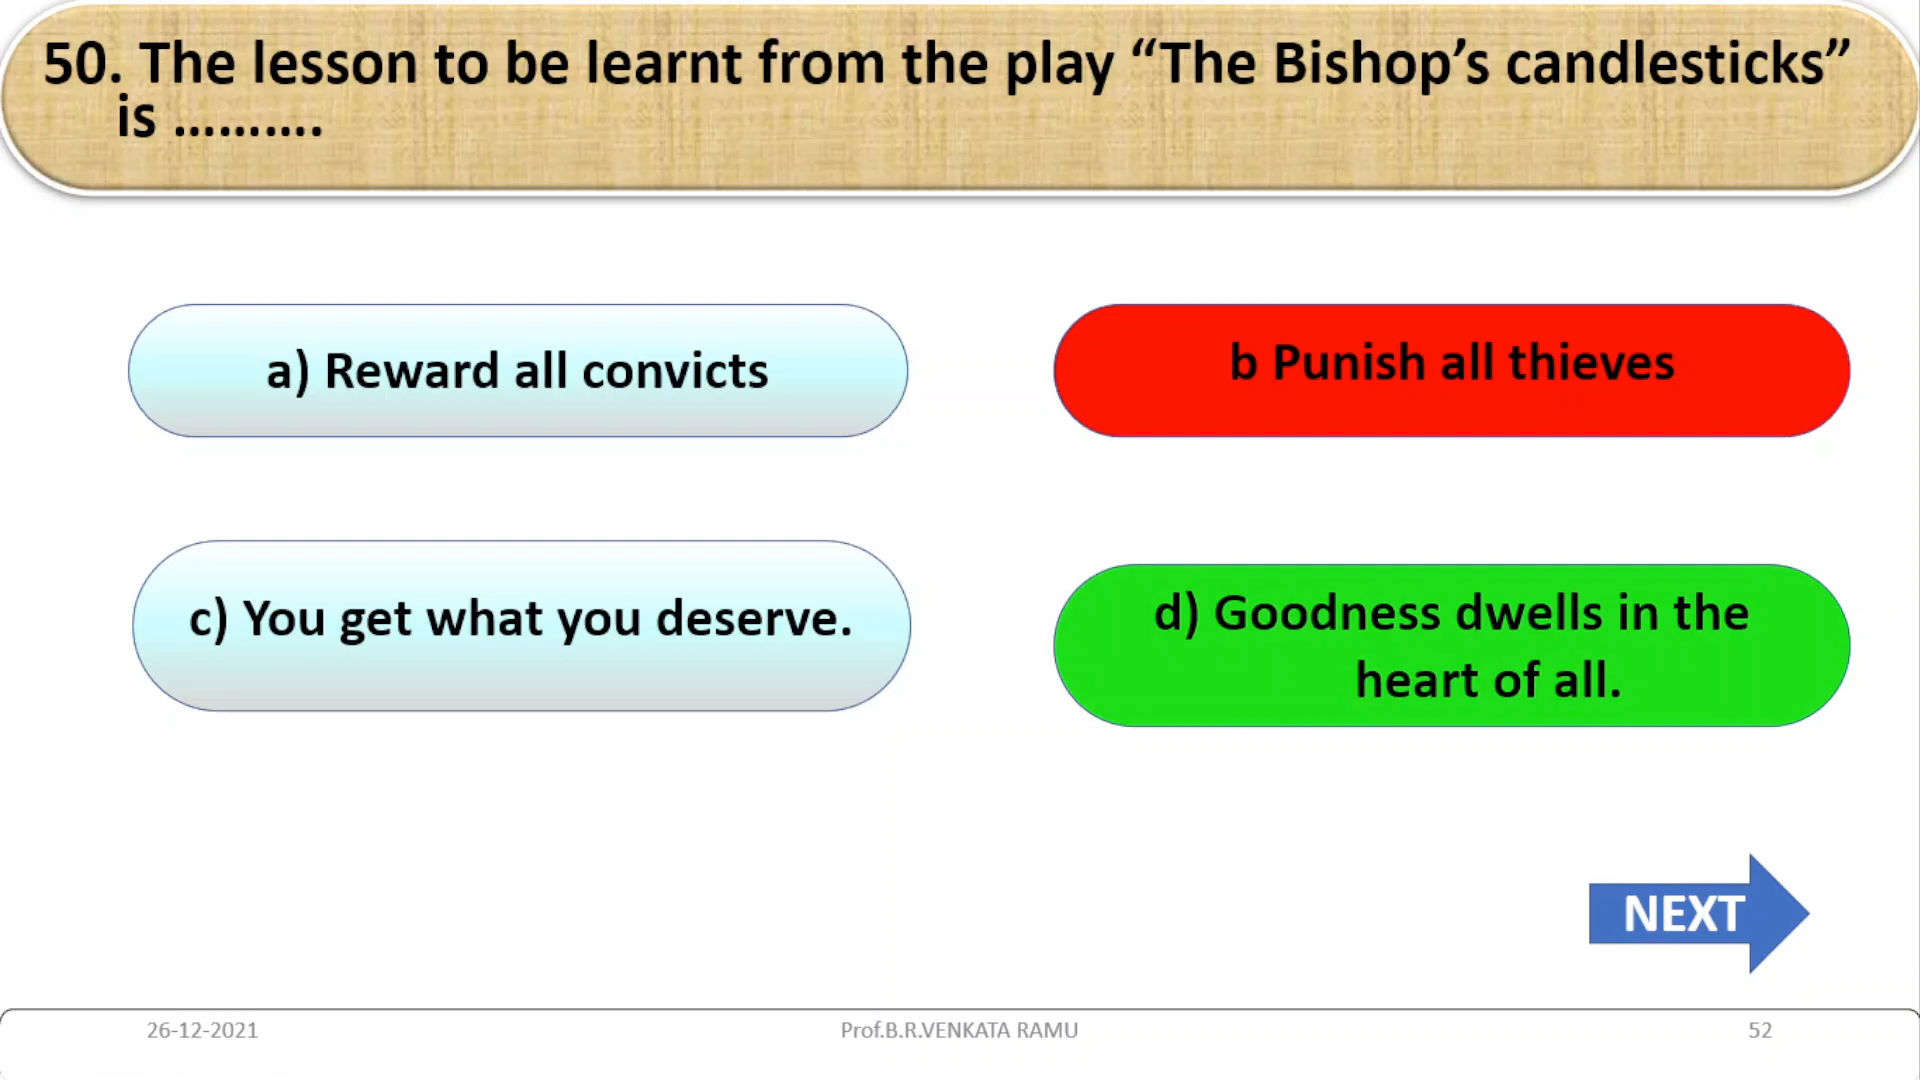 50. The lesson to be learnt from the play “The Bishop’s candlesticks”
is ……….
a) Reward all convicts
b Punish all thieves
c) You get what you deserve.
d) Goodness dwells in the
heart of all.
NEXT
26-12-2021
Prof.B.R.VENKATA RAMU
52